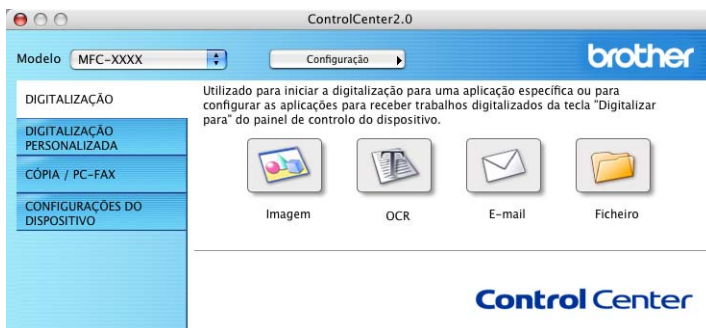 ControlCenter2.0
Modelo MFC-XXXX Configuração brother
DIGITALIZAÇÃO
DIGITALIZAÇÃO
PERSONALIZADA
CÓPIA / PC-FAX
CONFIGURAÇÕES DO
DISPOSITIVO
Utilizado para iniciar a digitalização para uma aplicação específica ou para
configurar as aplicações para receber trabalhos digitalizados da tecla "Digitalizar
para" do painel de controlo do dispositivo.
Imagem OCR E-mail Ficheiro
Control Center